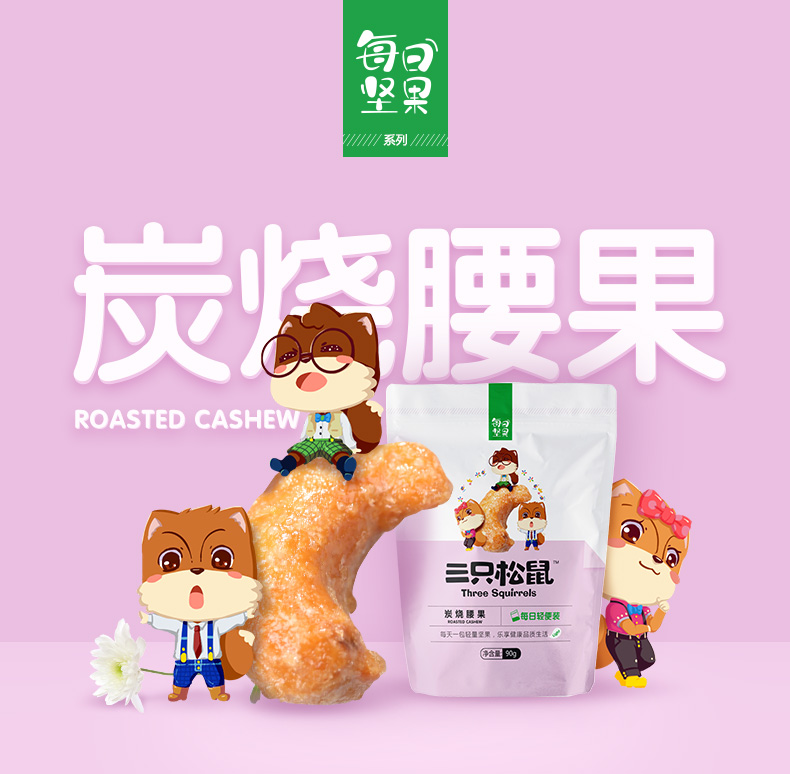 每日
坚果
系列
炭烧腰果
ROASTED CASHEW
每日
坚果
三只松鼠™
Three Squirrels
炭烧腰果
ROASTED CASHEW
每日轻便装
每天一包轻量坚果,乐享健康品质生活
净含量: 90g